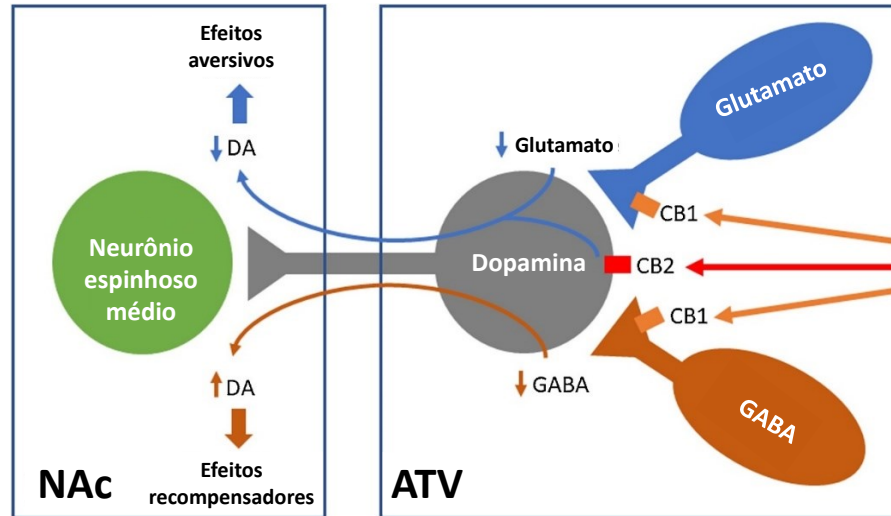 Efeitos
aversivos
DA
Neurônio
espinhoso
médio
DA
Efeitos
recompensadores
NAc
Glutamato
Glutamato
CB1
Dopamina
CB2
CB1
GABA
GABA
ATV